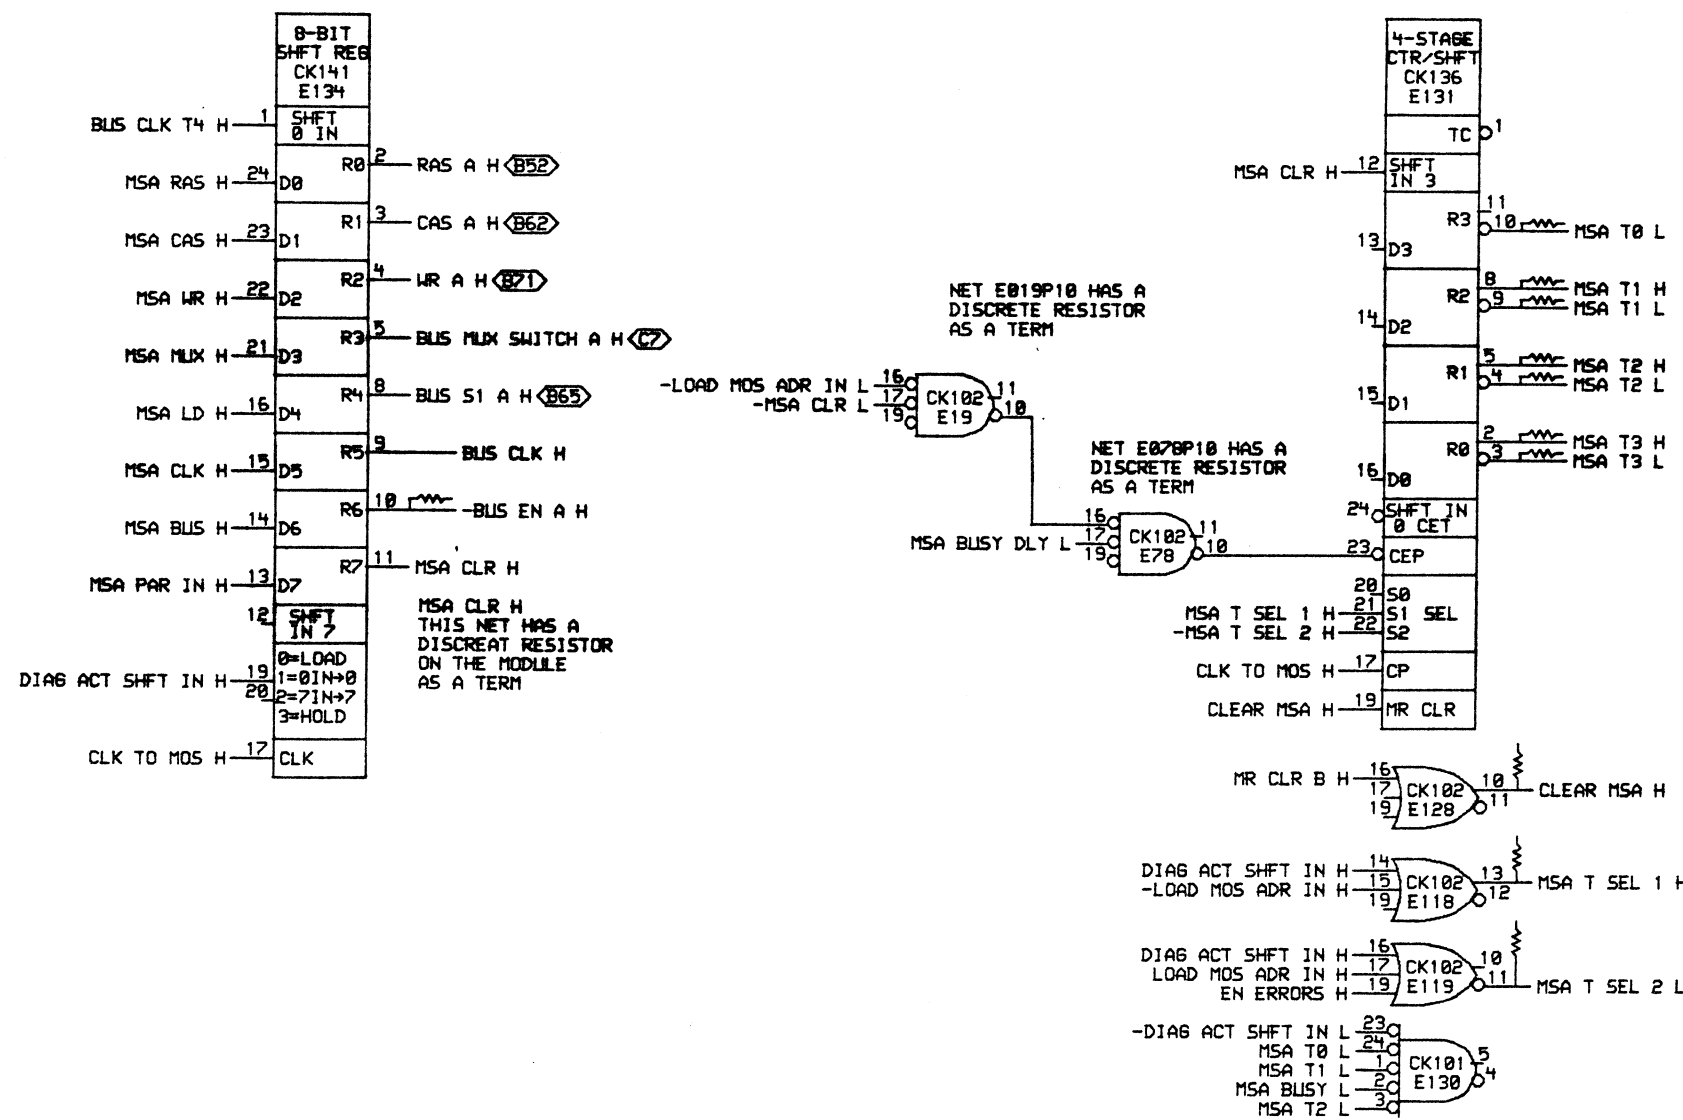 8-BIT
SHFT REG
CK141
E134
BUS CLK T4 H 1 SHFT
0 IN
R0 2 RAS A H B52
MSA RAS H 24 D0
R1 3 CAS A H B62
MSA CAS H 23 D1
R2 4 WR A H B71
MSA WR H 22 D2
R3 5 BUS MUX SWITCH A H C7
MSA MUX H 21 D3
R4 8 BUS S1 A H B65
MSA LD H 16 D4
R5 9 BUS CLK H
MSA CLK H 15 D5
R6 10 -BUS EN A H
MSA BUS H 14 D6
R7 11 MSA CLR H
MSA PAR IN H 13 D7
12 SHFT
IN 7
MSA CLR H
THIS NET HAS A
DISCREAT RESISTOR
ON THE MODULE
AS A TERM
0=LOAD
DIAG ACT SHFT IN H 19 1=0IN→0
20 2=7IN→7
3=HOLD
CLK TO MOS H 17 CLK
NET E019P10 HAS A
DISCRETE RESISTOR
AS A TERM
-LOAD MOS ADR IN L 16
-MSA CLR L 17
19
CK102
E19
11
10
NET E078P10 HAS A
DISCRETE RESISTOR
AS A TERM
16
MSA BUSY DLY L 17
19
CK102
E78
11
10
4-STAGE
CTR/SHFT
CK136
E131
TC 1
MSA CLR H 12 SHFT
IN 3
R3 11
10 MSA T0 L
13 D3
R2 8 MSA T1 H
9 MSA T1 L
14 D2
R1 5 MSA T2 H
4 MSA T2 L
15 D1
R0 2 MSA T3 H
3 MSA T3 L
16 D0
24 SHFT IN
0 CET
23 CEP
20 S0
MSA T SEL 1 H 21 S1 SEL
-MSA T SEL 2 H 22 S2
CLK TO MOS H 17 CP
CLEAR MSA H 19 MR CLR
MR CLR B H 16
17
19
CK102
E128
10 CLEAR MSA H
11
DIAG ACT SHFT IN H 14
-LOAD MOS ADR IN H 15
19
CK102
E118
13 MSA T SEL 1 H
12
DIAG ACT SHFT IN H 16
LOAD MOS ADR IN H 17
EN ERRORS H 19
CK102
E119
10
11 MSA T SEL 2 L
-DIAG ACT SHFT IN L 23
MSA T0 L 24
MSA T1 L 1
MSA BUSY L 2
MSA T2 L 3
CK101
E130
5
4